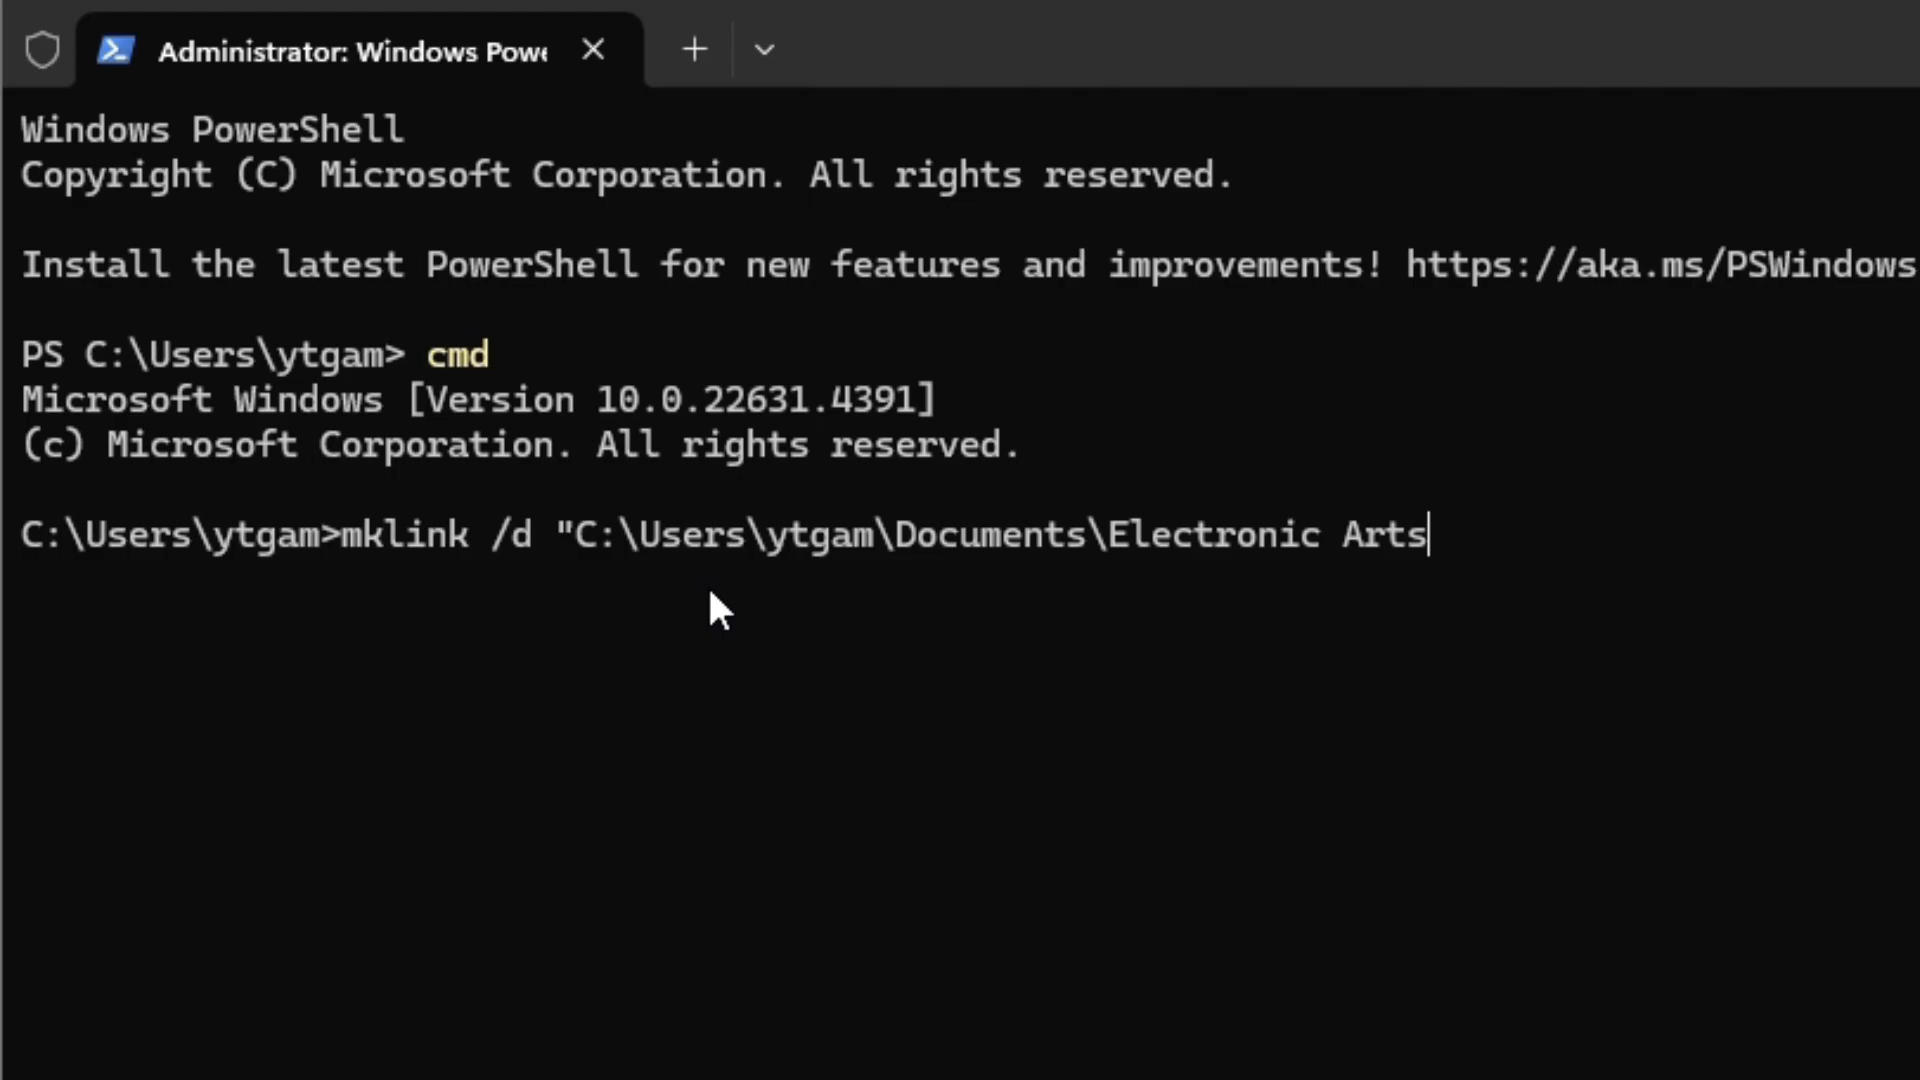 Administrator: Windows Powe
Windows PowerShell
Copyright (C) Microsoft Corporation. All rights reserved.
Install the latest PowerShell for new features and improvements! https://aka.ms/PSWindows
PS C:\Users\ytgam> cmd
Microsoft Windows [Version 10.0.22631.4391]
(c) Microsoft Corporation. All rights reserved.
C:\Users\ytgam>mklink /d "C:\Users\ytgam\Documents\Electronic Arts